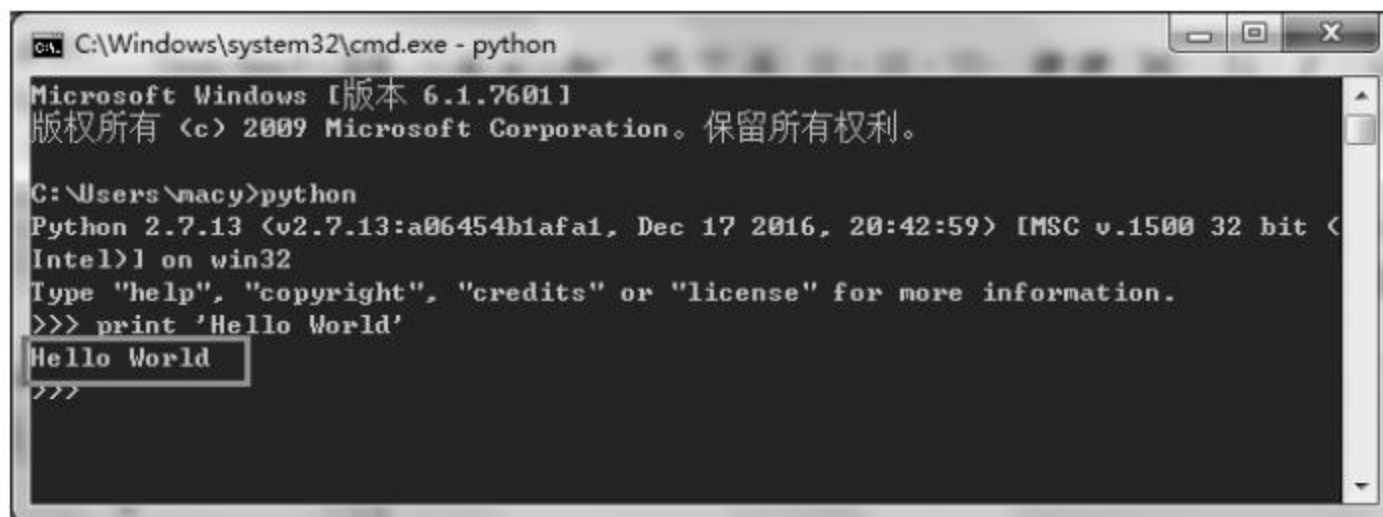 C:\Windows\system32\cmd.exe - python
Microsoft Windows [版本 6.1.7601]
版权所有 (c) 2009 Microsoft Corporation。保留所有权利。
C:\Users\macy>python
Python 2.7.13 (v2.7.13:a06454b1afa1, Dec 17 2016, 20:42:59) [MSC v.1500 32 bit (
Intel)] on win32
Type "help", "copyright", "credits" or "license" for more information.
>>> print 'Hello World'
Hello World
>>>